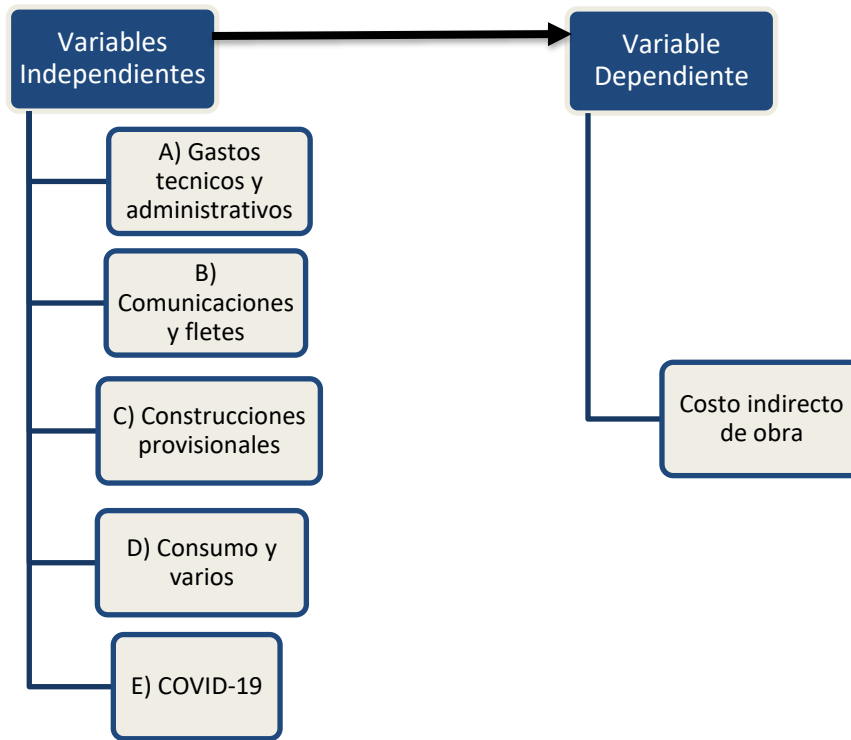 Variables
Independientes
Variable
Dependiente
A) Gastos
tecnicos y
administrativos
B)
Comunicaciones
y fletes
C) Construcciones
provisionales
Costo indirecto
de obra
D) Consumo y
varios
E) COVID-19